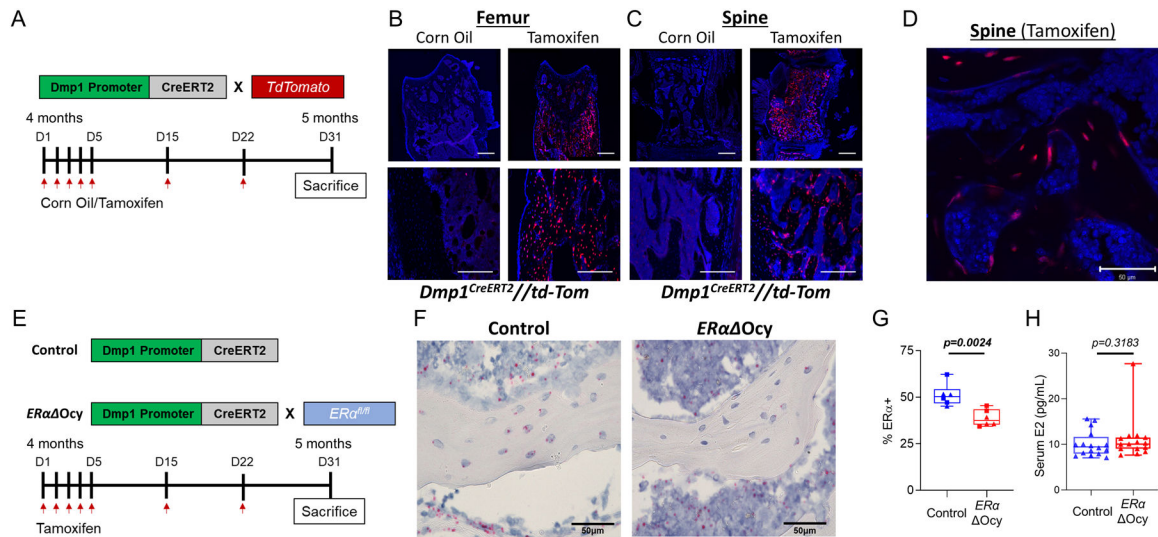 A
Dmp1 Promoter CreERT2 X TdTomato
4 months 5 months
D1 D5 D15 D22 D31
Corn Oil/Tamoxifen
Sacrifice
B
Femur
Corn Oil Tamoxifen
Dmp1CreERT2//td-Tom
C
Spine
Corn Oil Tamoxifen
Dmp1CreERT2//td-Tom
D
Spine (Tamoxifen)
50 µm
E
Control Dmp1 Promoter CreERT2
ERαΔOcy Dmp1 Promoter CreERT2 X ERαfl/fl
4 months 5 months
D1 D5 D15 D22 D31
Tamoxifen
Sacrifice
F
Control ERαΔOcy
50µm 50µm
G
p=0.0024
% ERα+
75
50
25
0
Control ERα
ΔOcy
H
p=0.3183
Serum E2 (pg/mL)
30
20
10
0
Control ERα
ΔOcy